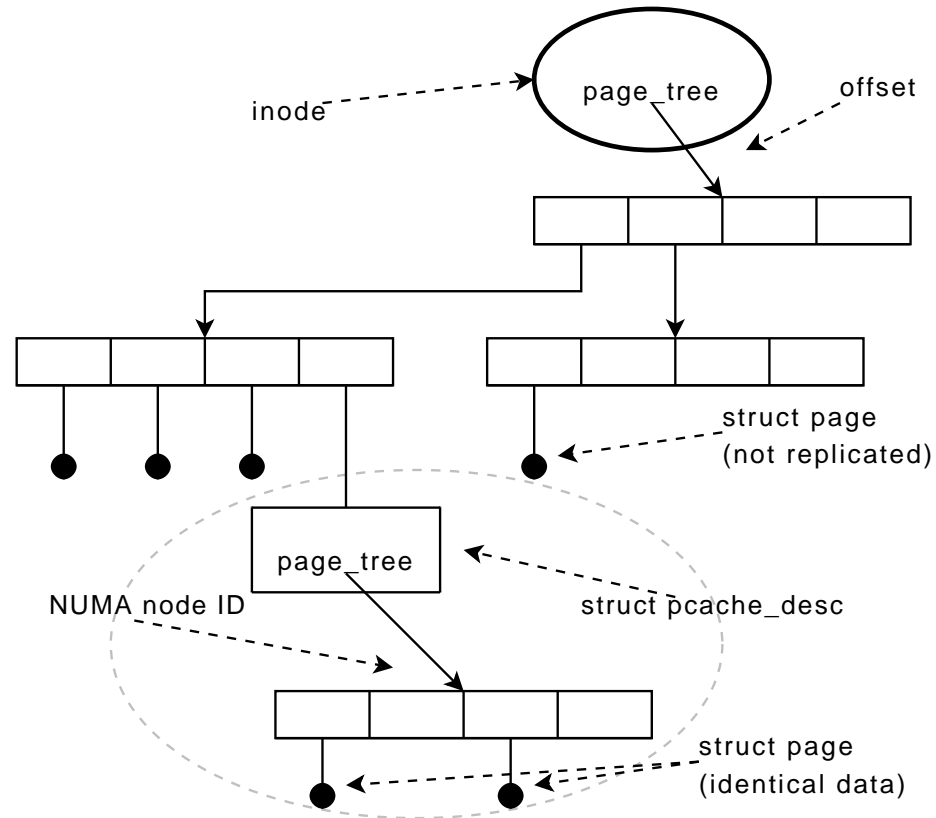 page_tree
offset
inode
struct page
(not replicated)
page_tree
NUMA node ID
struct pcache_desc
struct page
(identical data)